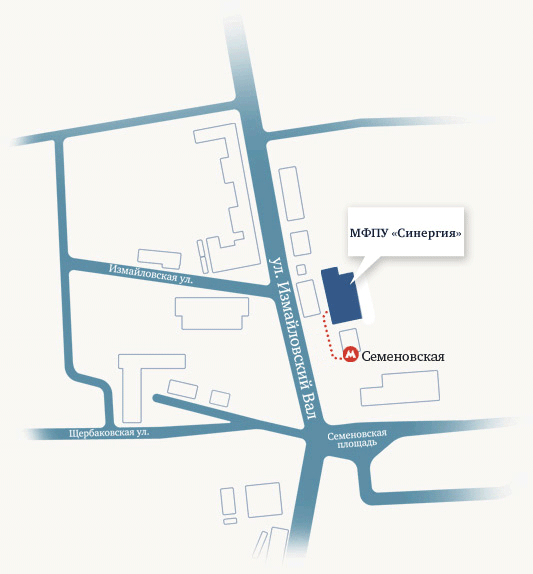 МФПУ «Синергия»
Измайловская ул.
ул. Измайловский Вал
М
Семеновская
Щербаковская ул.
Семеновская
площадь